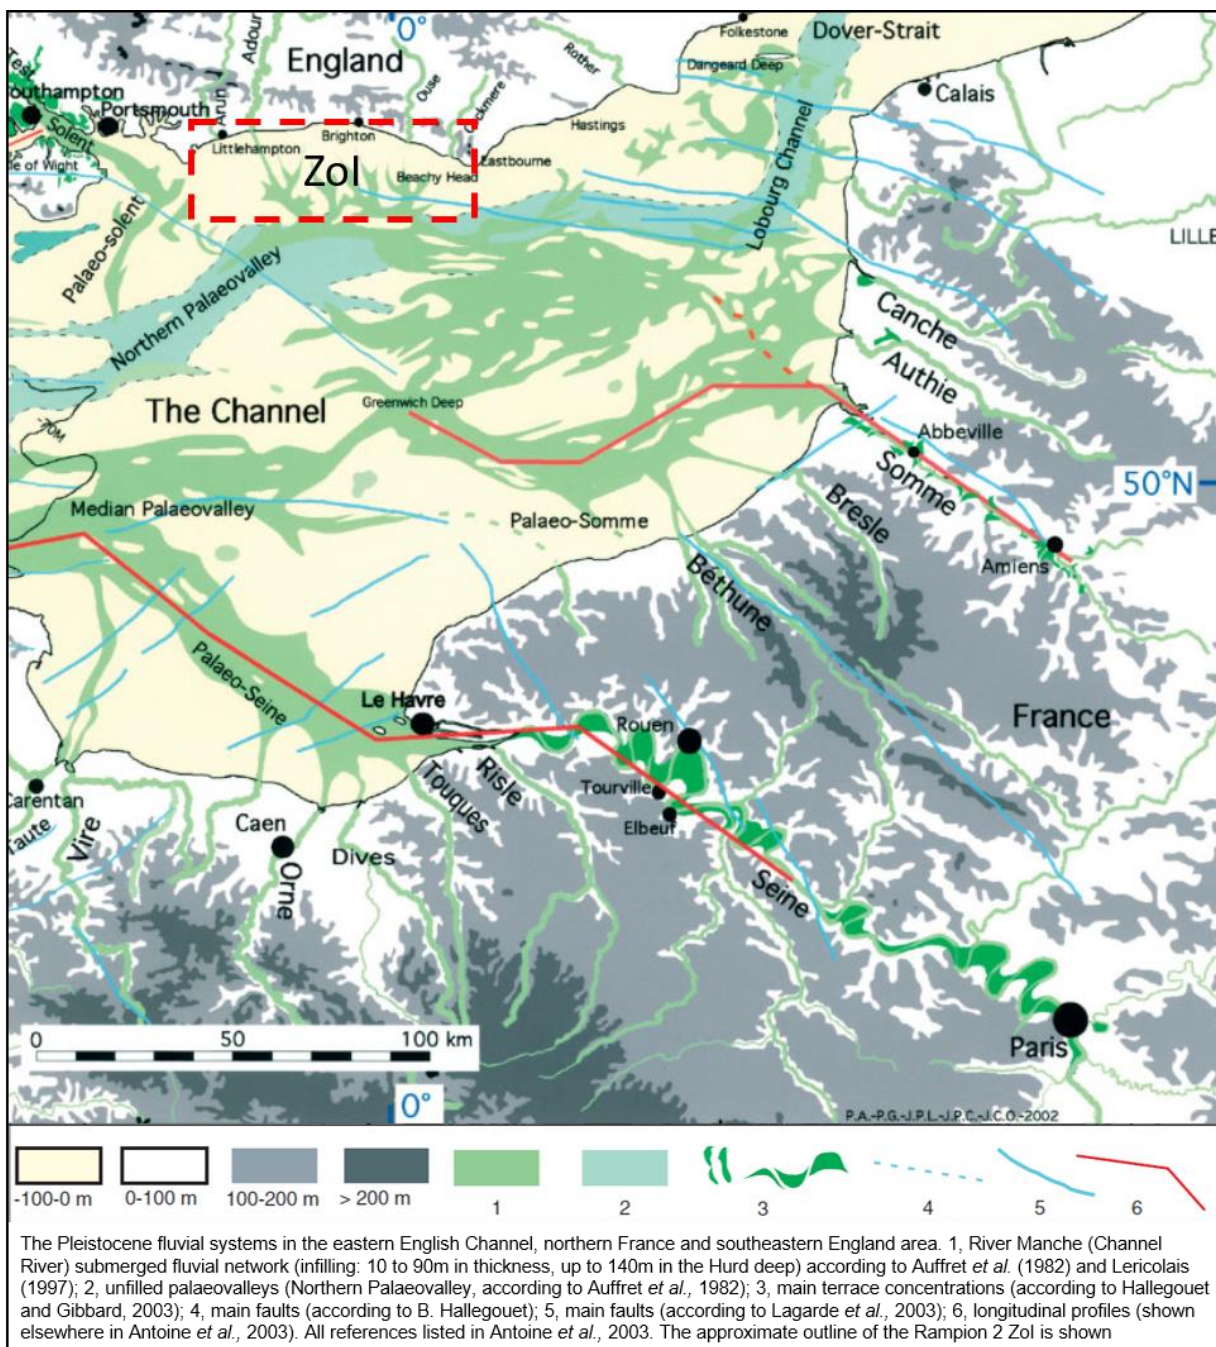 0°
Folkestone
Dover-Strait
Adour
England
Rother
Dangeard Deep
Test
outhampton
Portsmouth
Arun
Ouse
Cuckmere
Calais
Solent
Brighton
Hastings
Littlehampton
le of Wight
ZoI
Eastbourne
Beachy Head
Lobourg Channel
LILLE
Palaeo-solent
Northern Palaeovalley
Canche
Authie
The Channel
Greenwich Deep
-70M
Abbeville
Somme
50°N
Median Palaeovalley
Palaeo-Somme
Bresle
Amiens
Béthune
Palaeo-Seine
Le Havre
Rouen
France
Risle
Touques
Tourville
Elbeuf
Carentan
Taute
Vire
Caen
Orne
Dives
Seine
0 50 100 km
Paris
0°
P.A.-P.G.-J.P.L.-J.P.C.-J.C.O.-2002
-100-0 m 0-100 m 100-200 m > 200 m 1 2 3 4 5 6
The Pleistocene fluvial systems in the eastern English Channel, northern France and southeastern England area. 1, River Manche (Channel
River) submerged fluvial network (infilling: 10 to 90m in thickness, up to 140m in the Hurd deep) according to Auffret et al. (1982) and Lericolais
(1997); 2, unfilled palaeovalleys (Northern Palaeovalley, according to Auffret et al., 1982); 3, main terrace concentrations (according to Hallegouet
and Gibbard, 2003); 4, main faults (according to B. Hallegouet); 5, main faults (according to Lagarde et al., 2003); 6, longitudinal profiles (shown
elsewhere in Antoine et al., 2003). All references listed in Antoine et al., 2003. The approximate outline of the Rampion 2 ZoI is shown